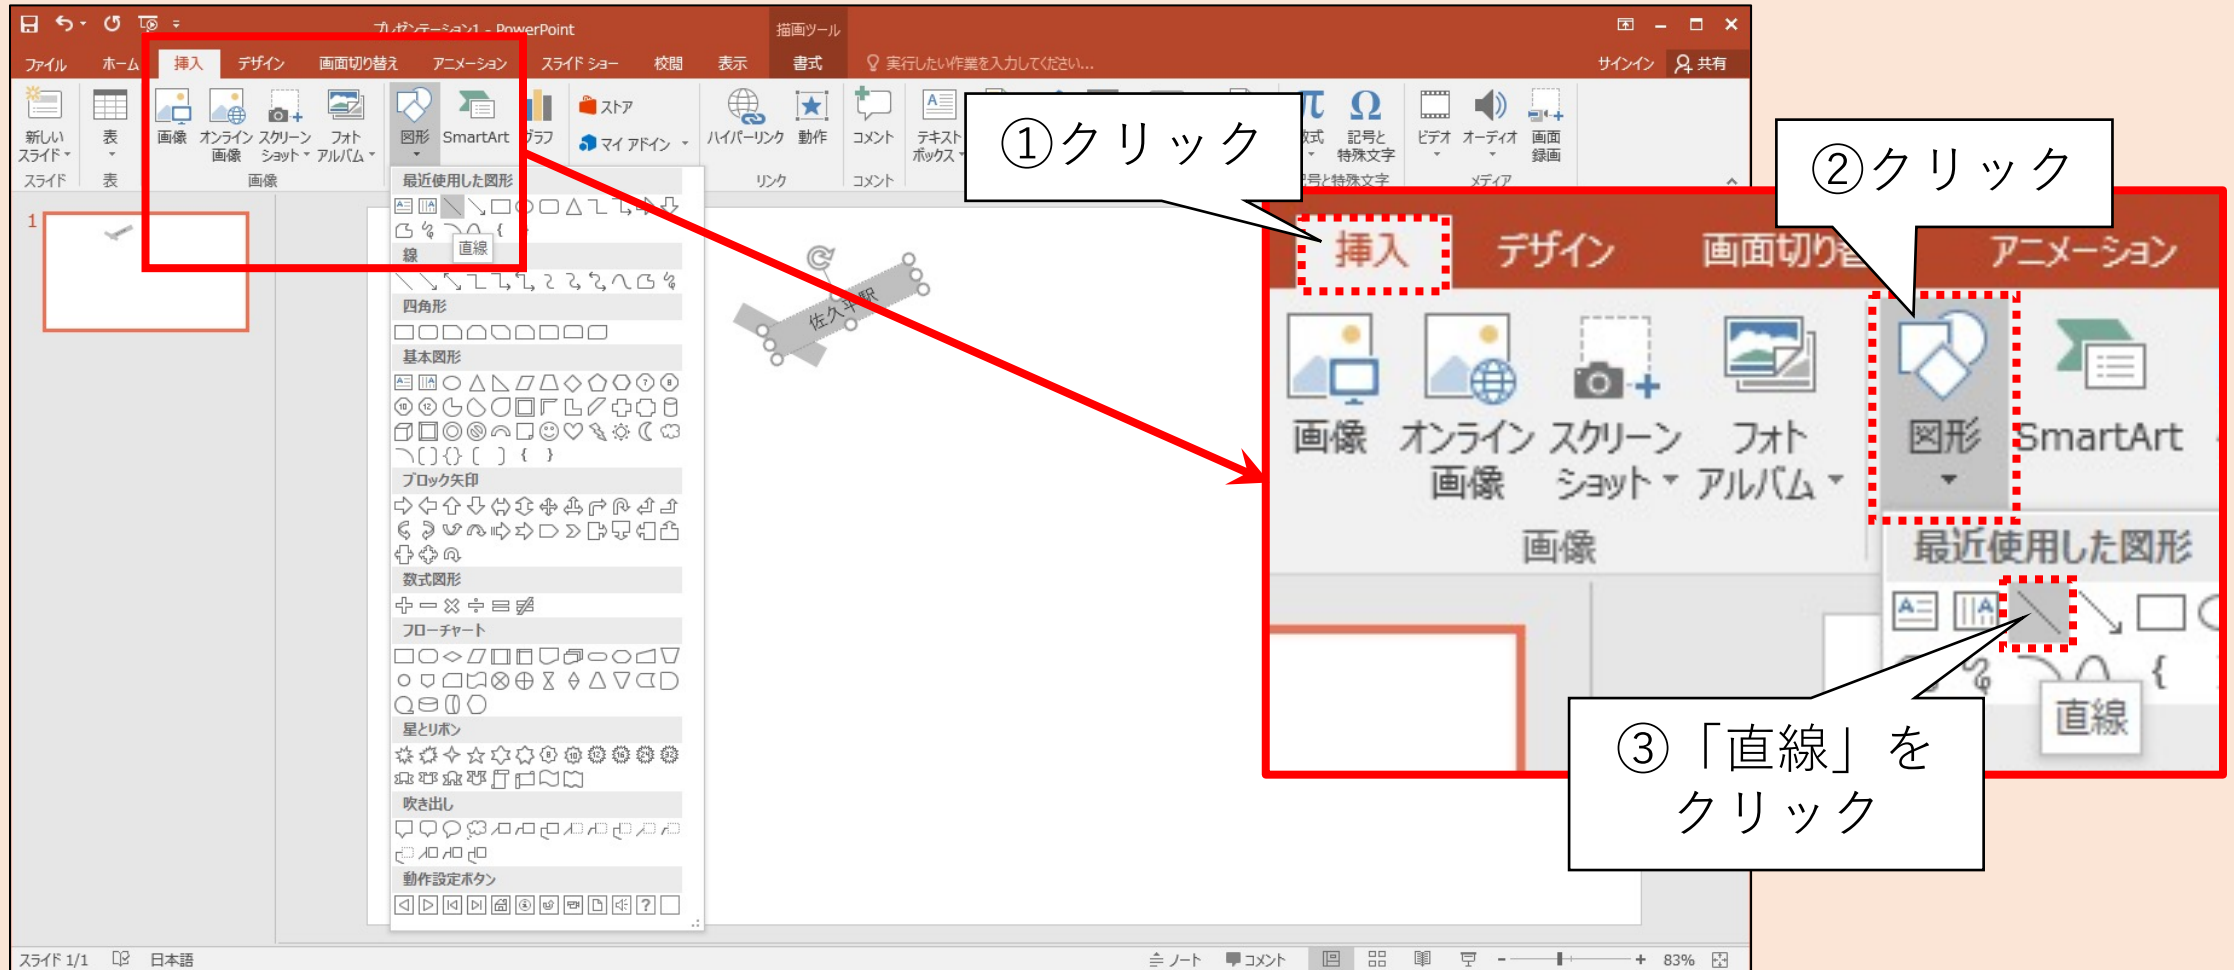 プレゼンテーション1 - PowerPoint
描画ツール
ファイル ホーム 挿入 デザイン 画面切り替え アニメーション スライド ショー 校閲 表示 書式 実行したい作業を入力してください... サインイン 共有
新しい
スライド
表
画像
オンライン
画像
スクリーン
ショット
フォト
アルバム
図形
SmartArt
グラフ
ストア
マイ アドイン
ハイパーリンク
動作
コメント
テキスト
ボックス
記号と
特殊文字
ビデオ
オーディオ
画面
録画
スライド
表
画像
リンク
コメント
メディア
①クリック
②クリック
1
最近使用した図形
直線
線
四角形
基本図形
ブロック矢印
数式図形
フローチャート
星とリボン
吹き出し
動作設定ボタン
佐久平駅
挿入 デザイン アニメーション
画像
オンライン
画像
スクリーン
ショット
フォト
アルバム
図形
SmartArt
画像
最近使用した図形
直線
③「直線」を
クリック
スライド 1/1 日本語 ノート コメント 83%